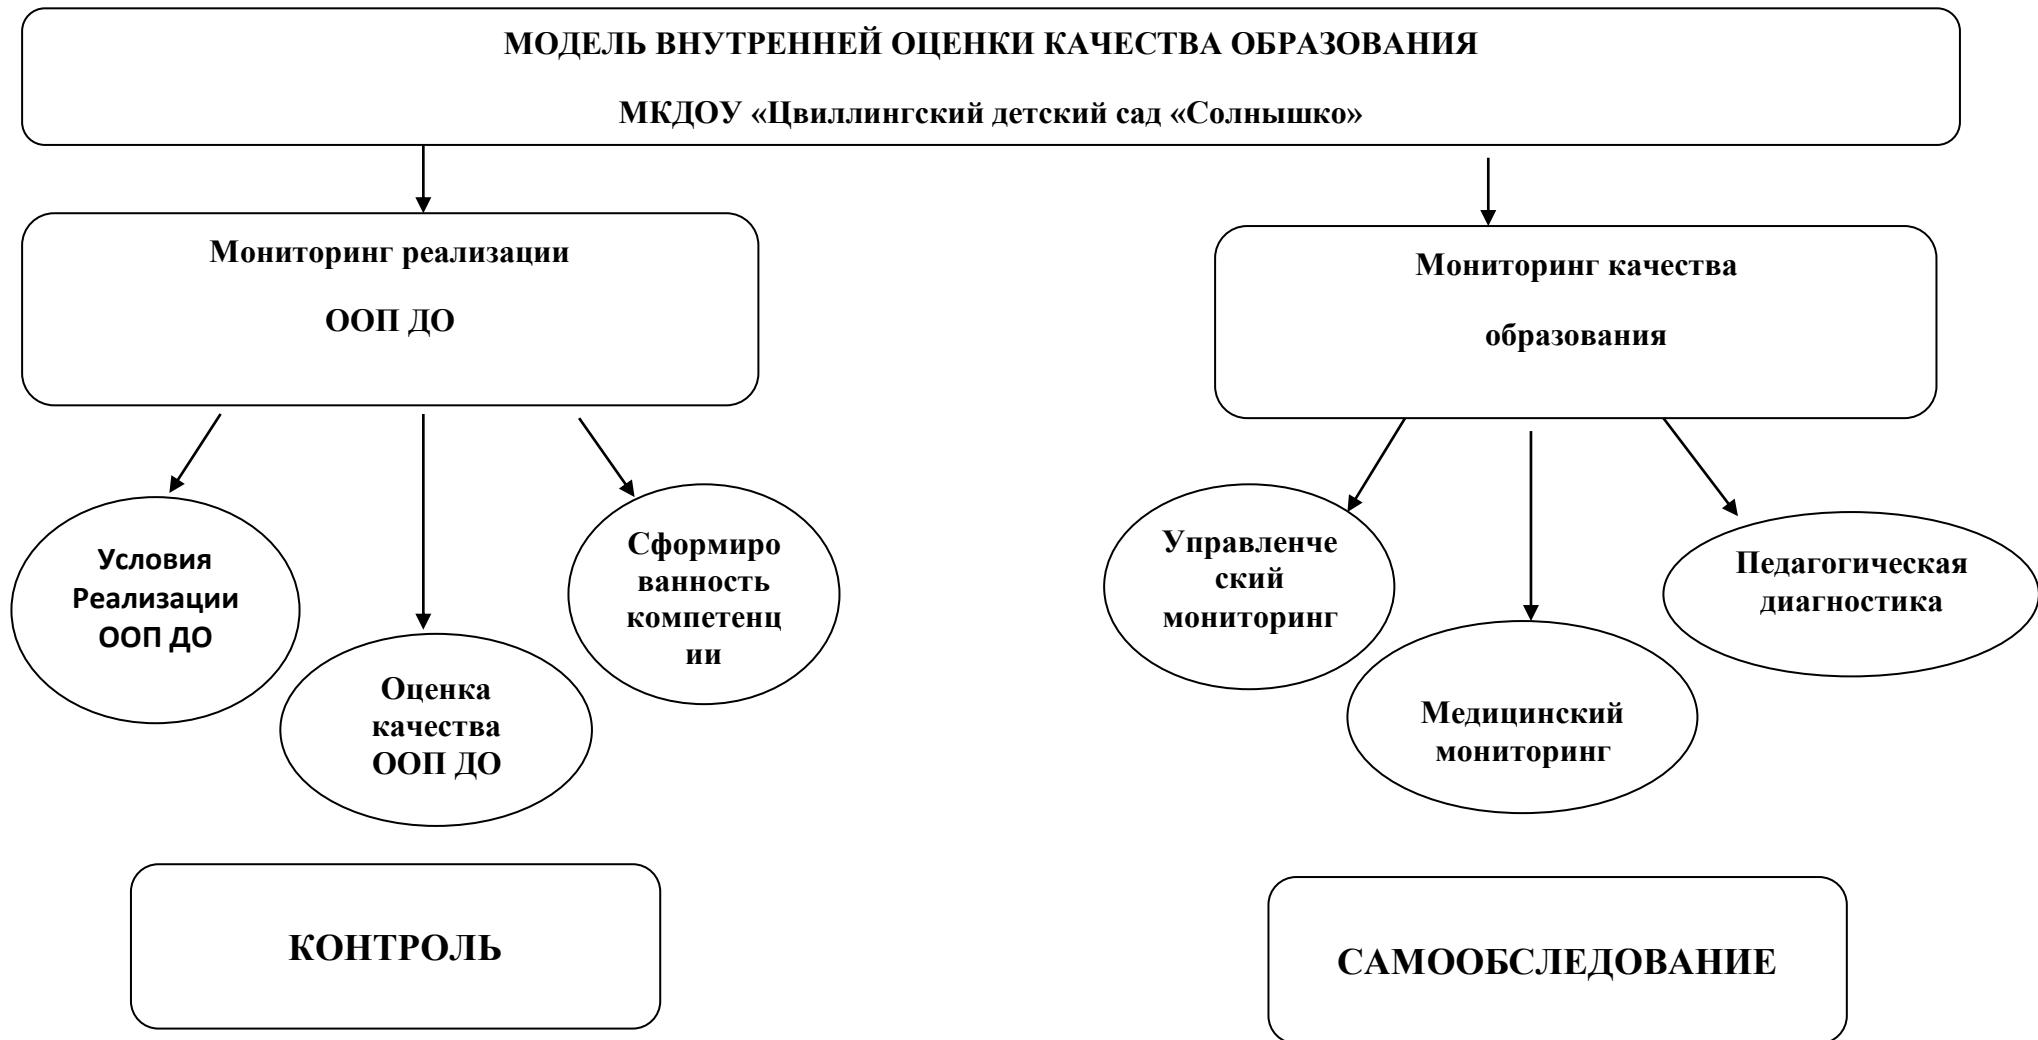 МОДЕЛЬ ВНУТРЕННЕЙ ОЦЕНКИ КАЧЕСТВА ОБРАЗОВАНИЯ
МКДОУ «Цвиллингский детский сад «Солнышко»
Мониторинг реализации
ООП ДО
Мониторинг качества
образования
Условия
Реализации
ООП ДО
Оценка
качества
ООП ДО
Сформиро
ванность
компетенц
ии
Управленче
ский
мониторинг
Медицинский
мониторинг
Педагогическая
диагностика
КОНТРОЛЬ
САМООБСЛЕДОВАНИЕ